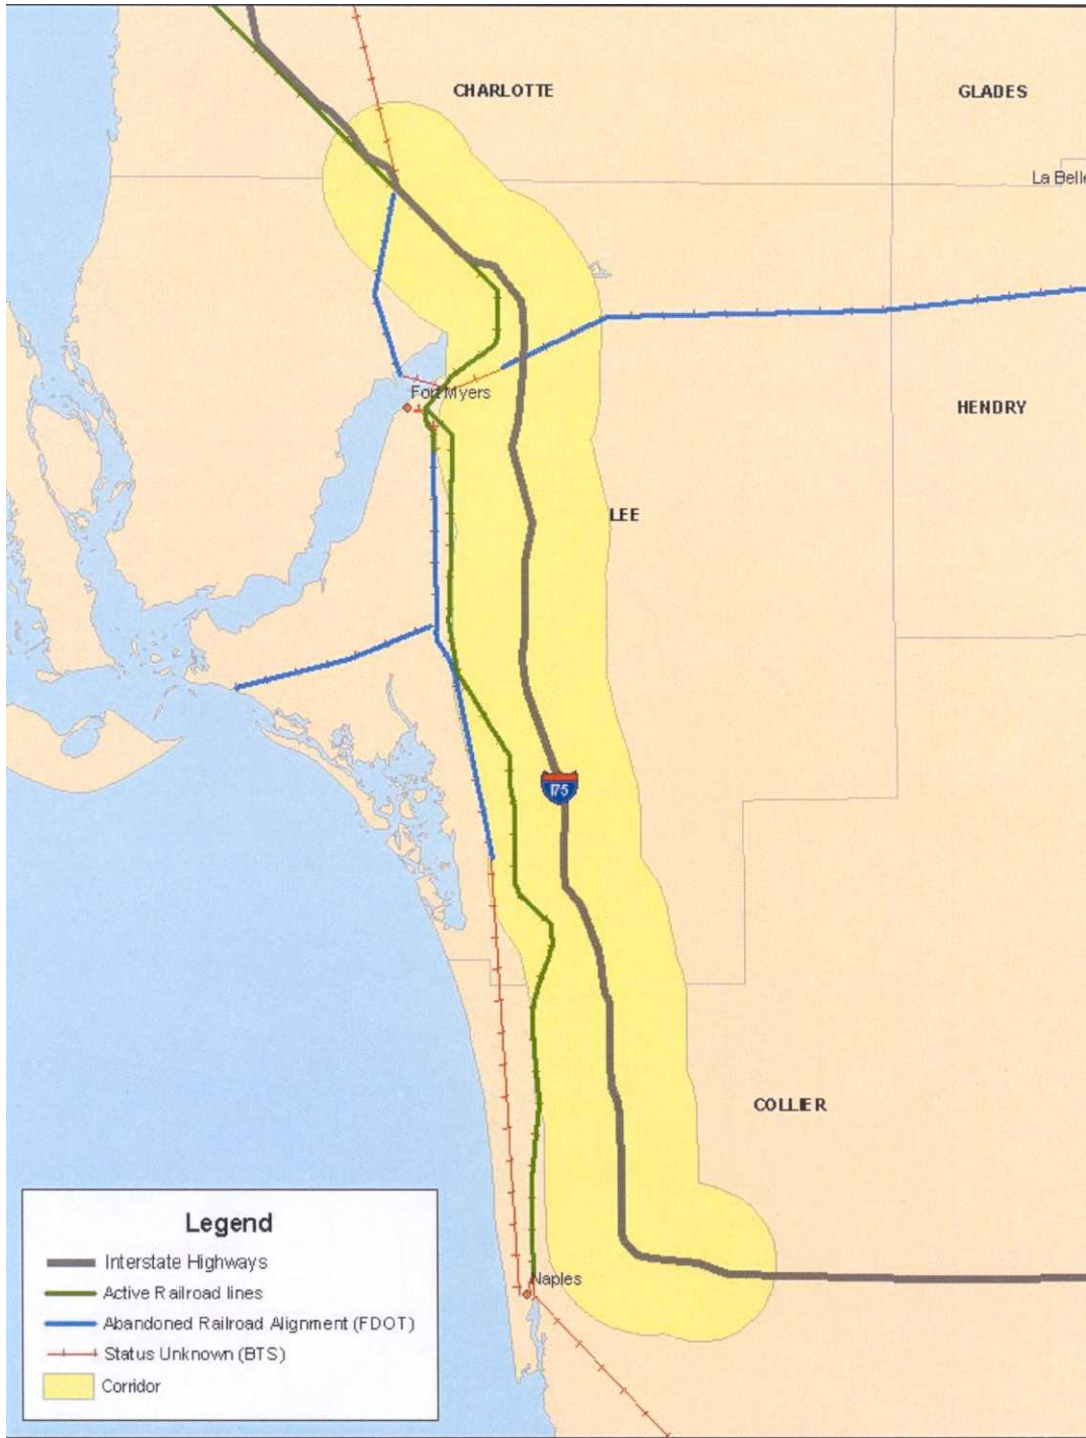 CHARLOTTE
GLADES
La Belle
Fort Myers
HENDRY
LEE
I75
COLLIER
Naples
Legend
Interstate Highways
Active Railroad lines
Abandoned Railroad Alignment (FDOT)
Status Unknown (BTS)
Corridor